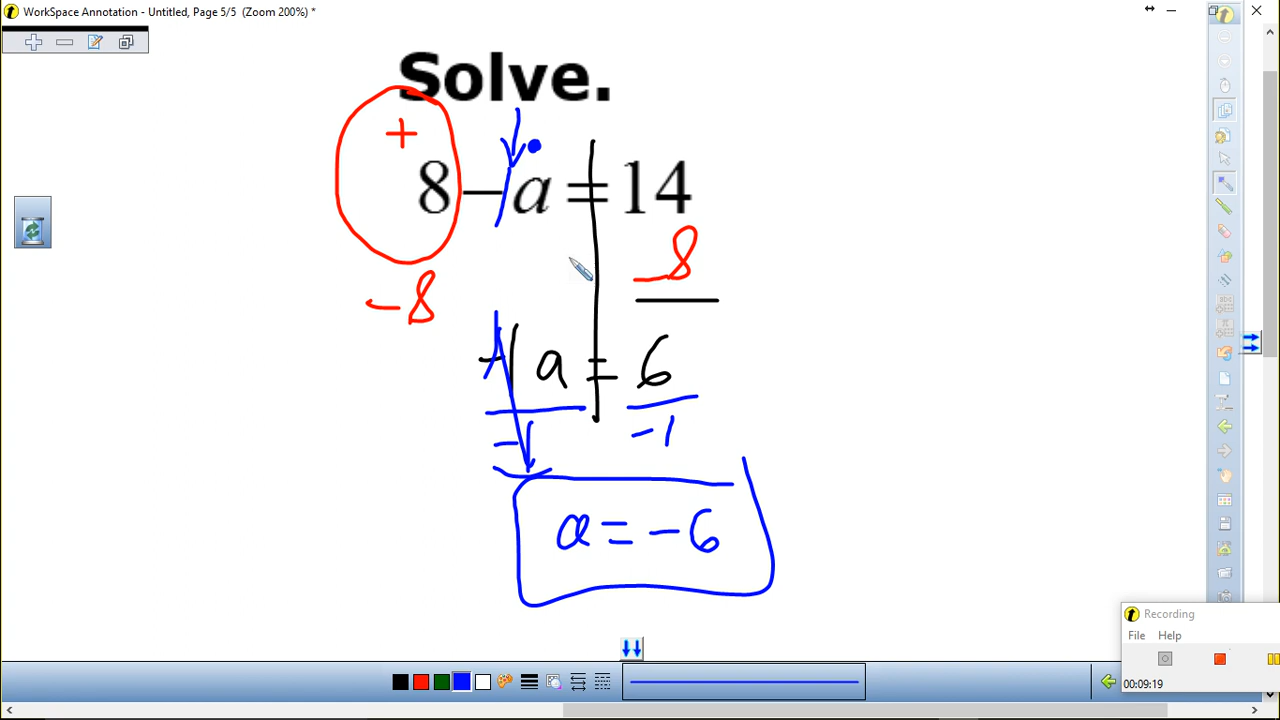 WorkSpace Annotation - Untitled, Page 5/5 (Zoom 200%) *
Solve.
+
8 – 1a = 14
–8 –8
–1a = 6
–1 –1
a = –6
Recording
File Help
00:09:19